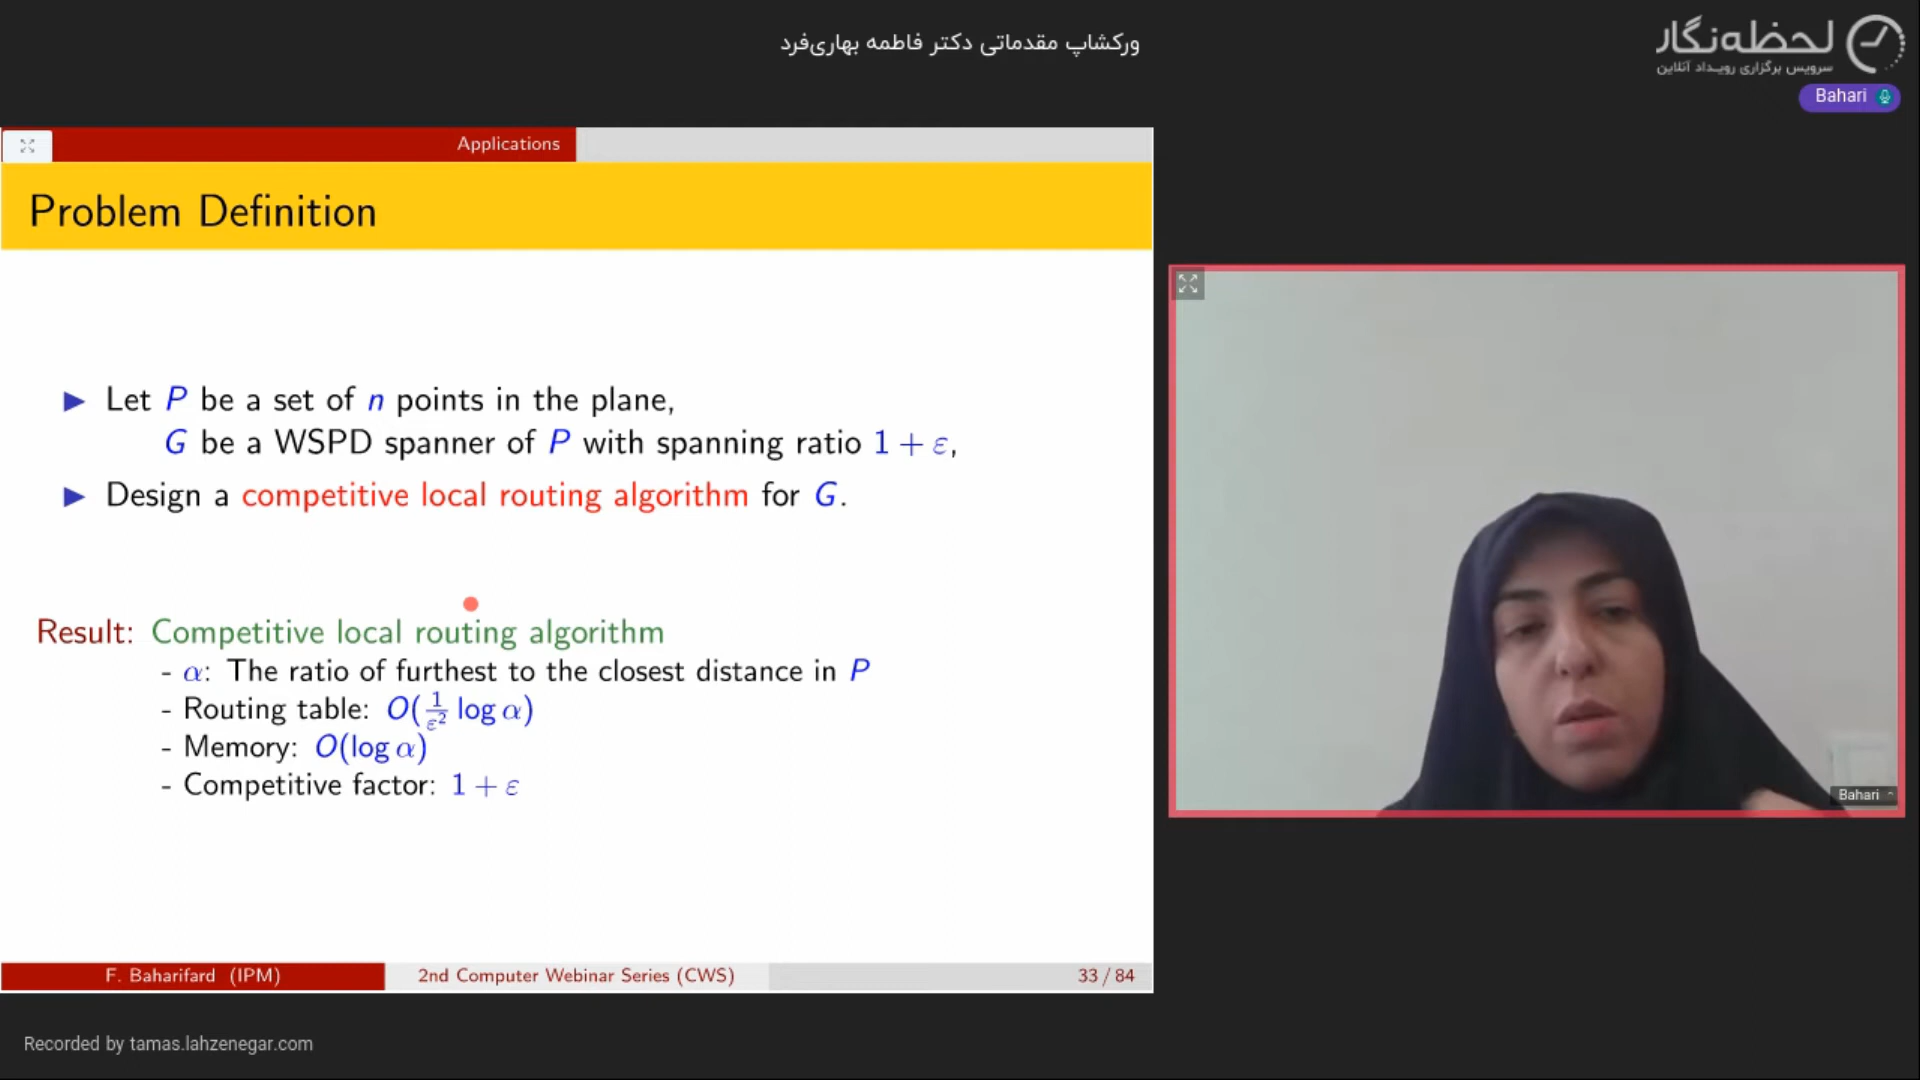 ورکشاپ مقدماتی دکتر فاطمه بهاری‌فرد
لحظه‌نگار
سرویس برگزاری رویداد آنلاین
Bahari
Applications
Problem Definition
▶ Let P be a set of n points in the plane,
G be a WSPD spanner of P with spanning ratio 1 + ε,
▶ Design a competitive local routing algorithm for G.
Result: Competitive local routing algorithm
- α: The ratio of furthest to the closest distance in P
- Routing table: O(1/ε² log α)
- Memory: O(log α)
- Competitive factor: 1 + ε
Bahari
F. Baharifard (IPM) 2nd Computer Webinar Series (CWS) 33 / 84
Recorded by tamas.lahzenegar.com